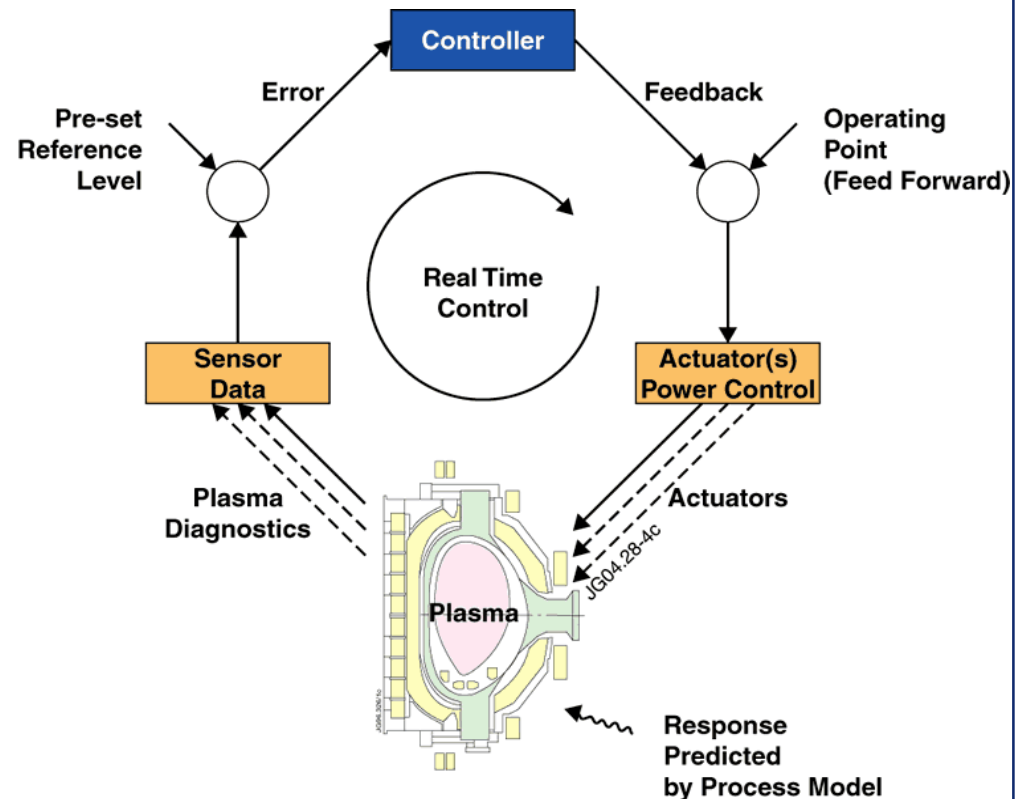 Controller
Error
Feedback
Pre-set
Reference
Level
Operating
Point
(Feed Forward)
Real Time
Control
Sensor
Data
Actuator(s)
Power Control
Plasma
Diagnostics
Actuators
JG04.28-4c
Plasma
Response
Predicted
by Process Model